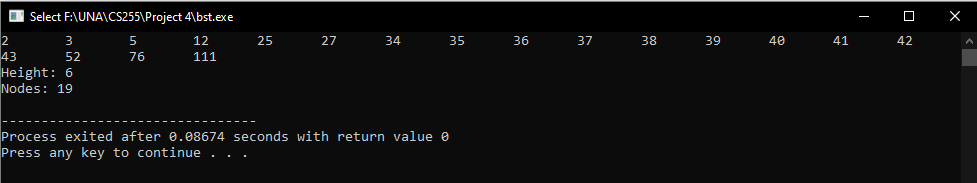 Select F:\UNA\CS255\Project 4\bst.exe
2 3 5 12 25 27 34 35 36 37 38 39 40 41 42
43 52 76 111
Height: 6
Nodes: 19
--------------------------------
Process exited after 0.08674 seconds with return value 0
Press any key to continue . . .